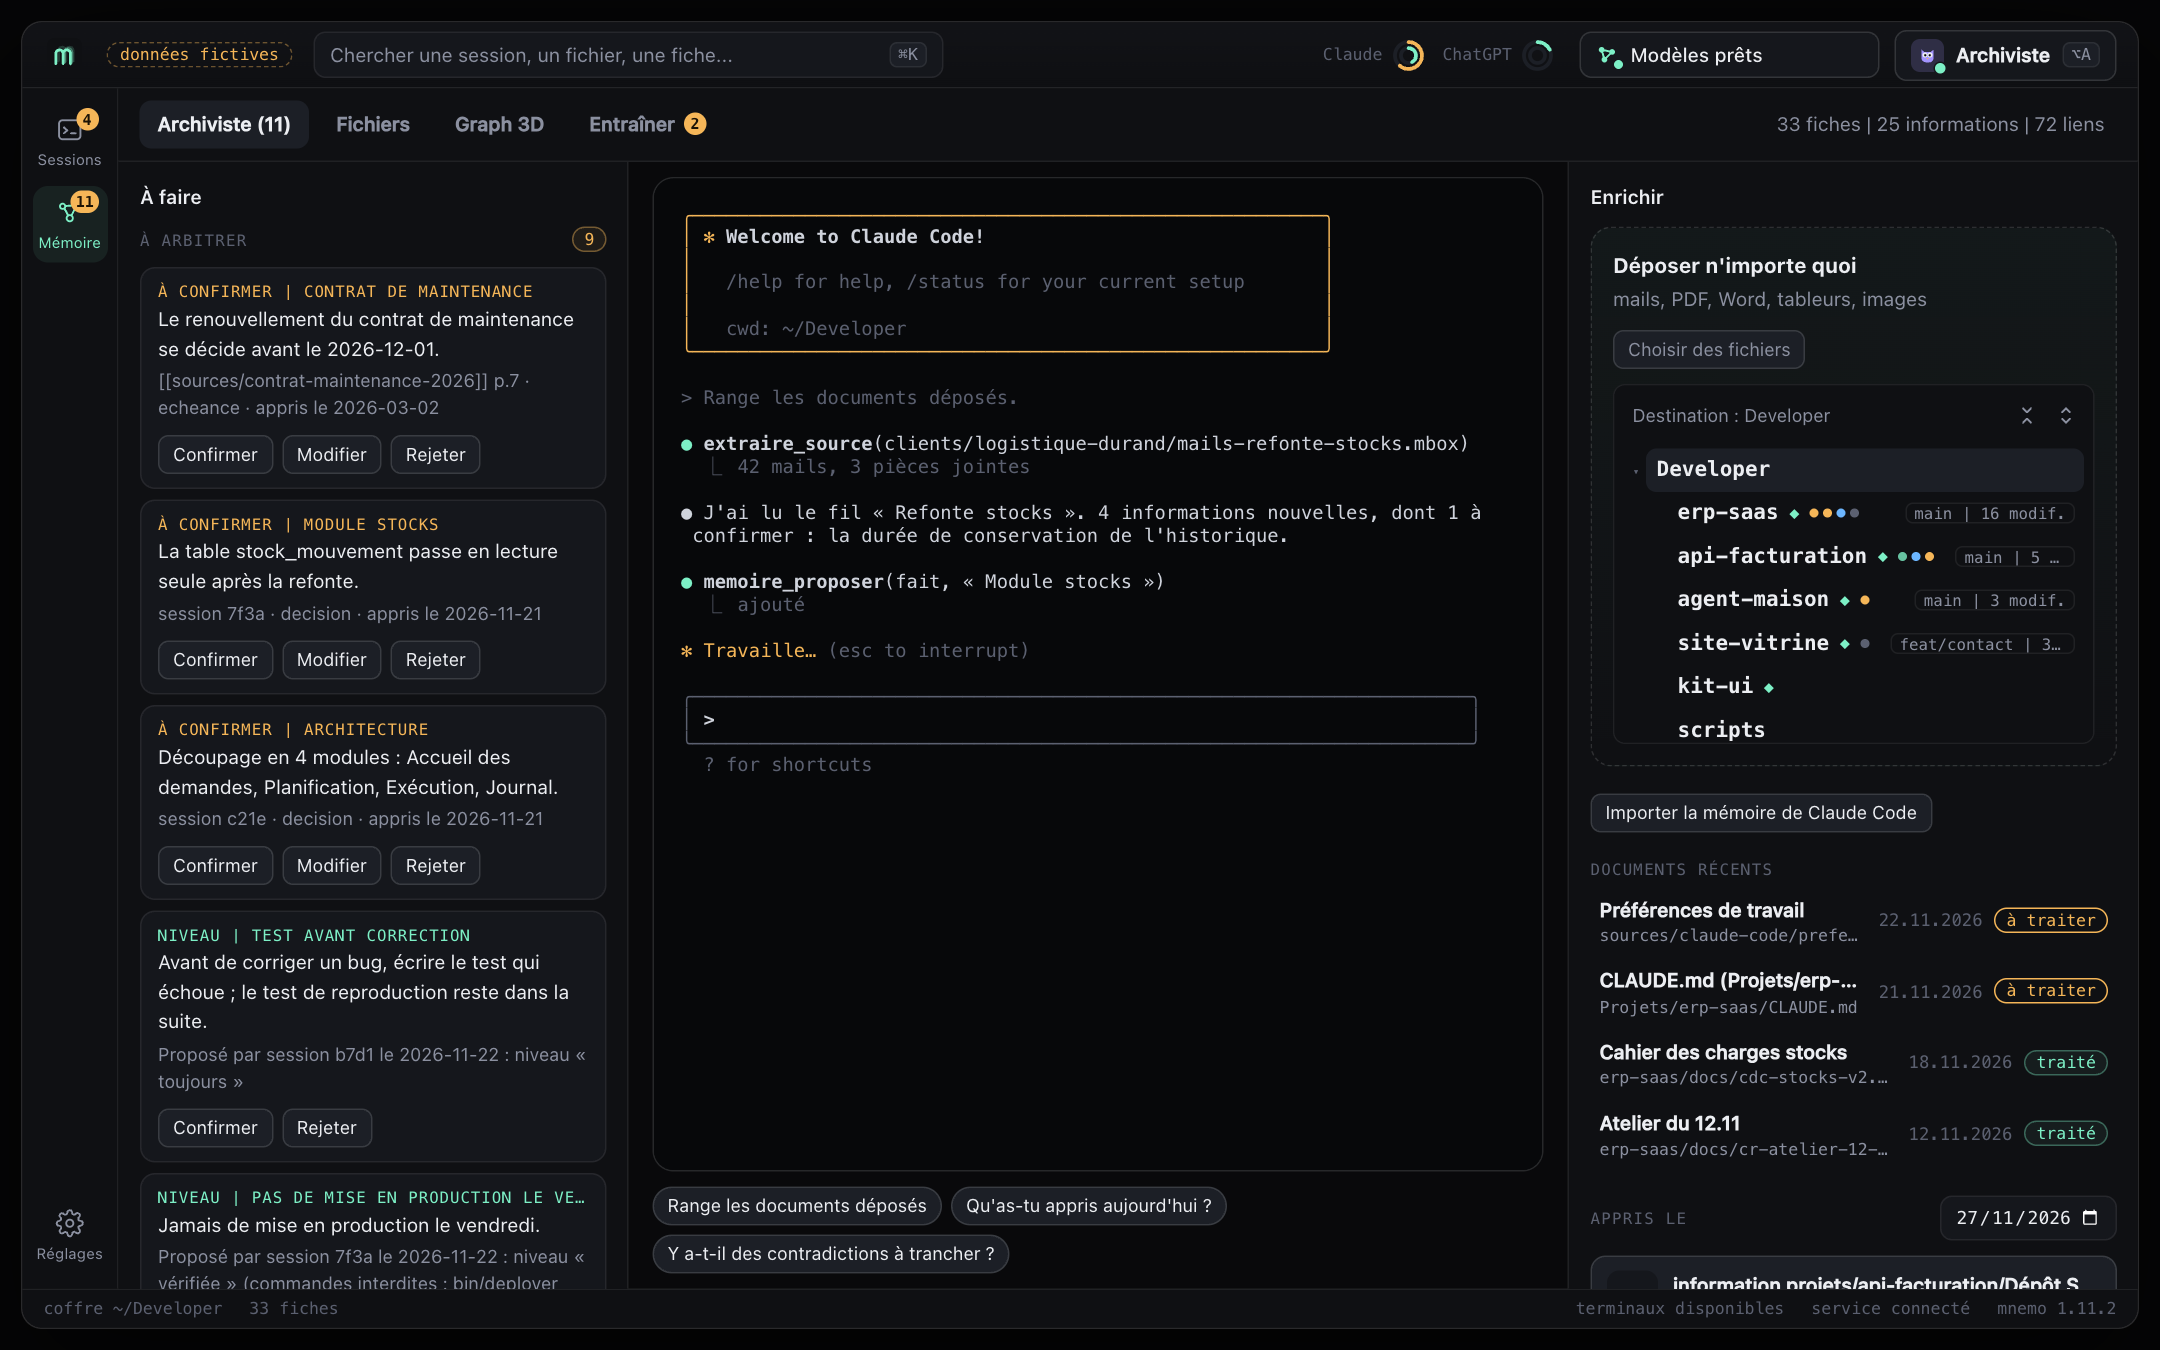 m
données fictives
Chercher une session, un fichier, une fiche...
⌘K
Claude
ChatGPT
Modèles prêts
Archiviste
⌥A
4
Sessions
11
Mémoire
Réglages
Archiviste (11)
Fichiers
Graph 3D
Entraîner 2
33 fiches | 25 informations | 72 liens
À faire
À ARBITRER
9
À CONFIRMER | CONTRAT DE MAINTENANCE
Le renouvellement du contrat de maintenance
se décide avant le 2026-12-01.
[[sources/contrat-maintenance-2026]] p.7 ·
echeance · appris le 2026-03-02
Confirmer
Modifier
Rejeter
À CONFIRMER | MODULE STOCKS
La table stock_mouvement passe en lecture
seule après la refonte.
session 7f3a · decision · appris le 2026-11-21
Confirmer
Modifier
Rejeter
À CONFIRMER | ARCHITECTURE
Découpage en 4 modules : Accueil des
demandes, Planification, Exécution, Journal.
session c21e · decision · appris le 2026-11-21
Confirmer
Modifier
Rejeter
NIVEAU | TEST AVANT CORRECTION
Avant de corriger un bug, écrire le test qui
échoue ; le test de reproduction reste dans la
suite.
Proposé par session b7d1 le 2026-11-22 : niveau «
toujours »
Confirmer
Rejeter
NIVEAU | PAS DE MISE EN PRODUCTION LE VE…
Jamais de mise en production le vendredi.
Proposé par session 7f3a le 2026-11-22 : niveau «
vérifiée » (commandes interdites : bin/deployer
✻ Welcome to Claude Code!
/help for help, /status for your current setup
cwd: ~/Developer
> Range les documents déposés.
● extraire_source(clients/logistique-durand/mails-refonte-stocks.mbox)
⎿ 42 mails, 3 pièces jointes
● J'ai lu le fil « Refonte stocks ». 4 informations nouvelles, dont 1 à
confirmer : la durée de conservation de l'historique.
● memoire_proposer(fait, « Module stocks »)
⎿ ajouté
✻ Travaille… (esc to interrupt)
>
? for shortcuts
Range les documents déposés
Qu'as-tu appris aujourd'hui ?
Y a-t-il des contradictions à trancher ?
Enrichir
Déposer n'importe quoi
mails, PDF, Word, tableurs, images
Choisir des fichiers
Destination : Developer
Developer
erp-saas
main | 16 modif.
api-facturation
main | 5 …
agent-maison
main | 3 modif.
site-vitrine
feat/contact | 3…
kit-ui
scripts
Importer la mémoire de Claude Code
DOCUMENTS RÉCENTS
Préférences de travail
sources/claude-code/prefe…
22.11.2026
à traiter
CLAUDE.md (Projets/erp-…
Projets/erp-saas/CLAUDE.md
21.11.2026
à traiter
Cahier des charges stocks
erp-saas/docs/cdc-stocks-v2.…
18.11.2026
traité
Atelier du 12.11
erp-saas/docs/cr-atelier-12-…
12.11.2026
traité
APPRIS LE
27/11/2026
information projets/api-facturation/Dépôt S
coffre ~/Developer
33 fiches
terminaux disponibles
service connecté
mnemo 1.11.2